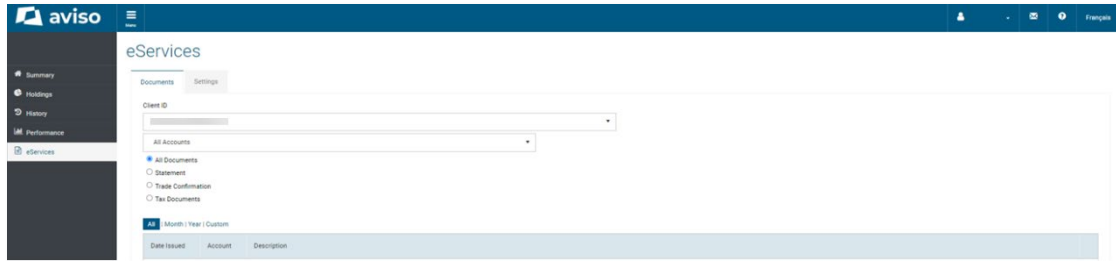 aviso
Menu
Français
eServices
Summary
Holdings
History
Performance
eServices
Documents Settings
Client ID
All Accounts
All Documents
Statement
Trade Confirmation
Tax Documents
All | Month | Year | Custom
Date Issued Account Description